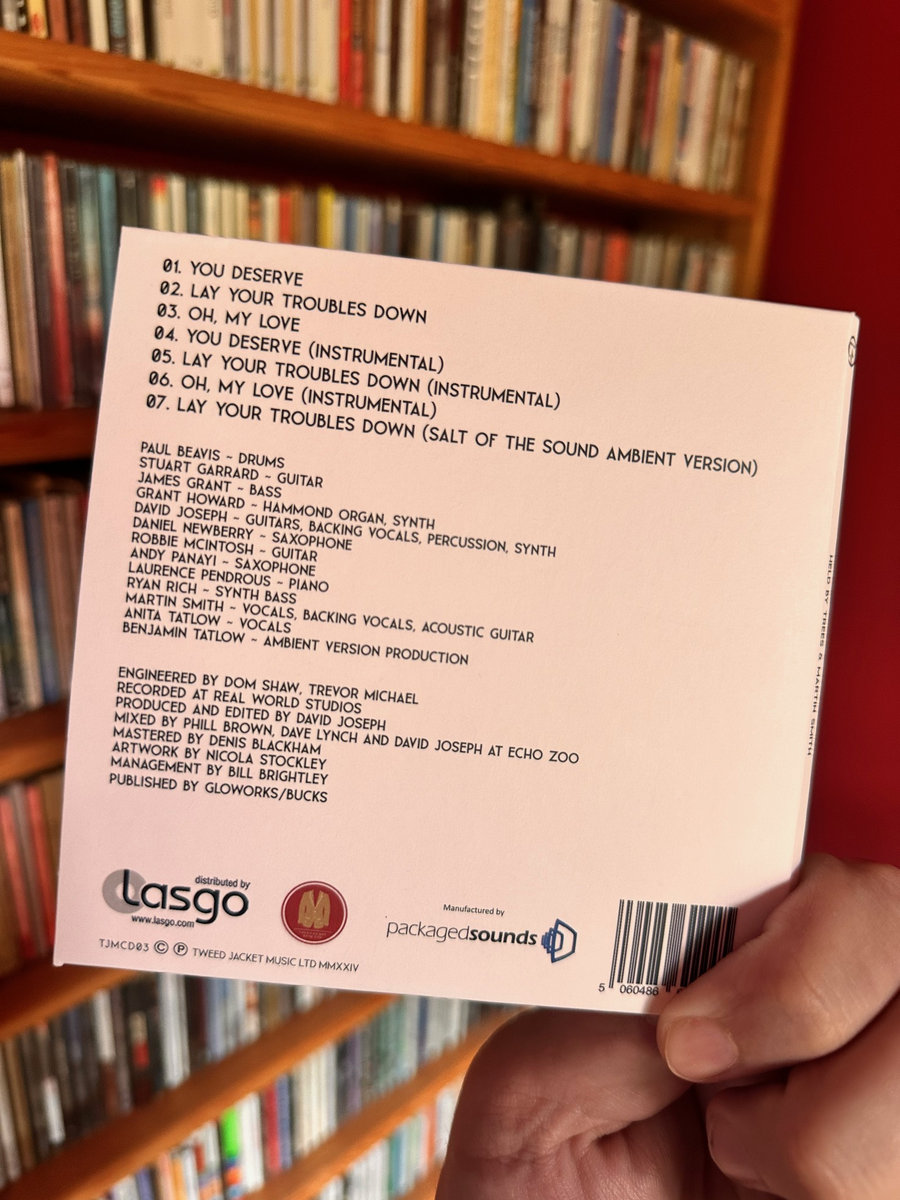 01. YOU DESERVE
02. LAY YOUR TROUBLES DOWN
03. OH, MY LOVE
04. YOU DESERVE (INSTRUMENTAL)
05. LAY YOUR TROUBLES DOWN (INSTRUMENTAL)
06. OH, MY LOVE (INSTRUMENTAL)
07. LAY YOUR TROUBLES DOWN (SALT OF THE SOUND AMBIENT VERSION)
PAUL BEAVIS ~ DRUMS
STUART GARRARD ~ GUITAR
JAMES GRANT ~ BASS
GRANT HOWARD ~ HAMMOND ORGAN, SYNTH
DAVID JOSEPH ~ GUITARS, BACKING VOCALS, PERCUSSION, SYNTH
DANIEL NEWBERRY ~ SAXOPHONE
ROBBIE MCINTOSH ~ GUITAR
ANDY PANAYI ~ SAXOPHONE
LAURENCE PENDROUS ~ PIANO
RYAN RICH ~ SYNTH BASS
MARTIN SMITH ~ VOCALS, BACKING VOCALS, ACOUSTIC GUITAR
ANITA TATLOW ~ VOCALS
BENJAMIN TATLOW ~ AMBIENT VERSION PRODUCTION
ENGINEERED BY DOM SHAW, TREVOR MICHAEL
RECORDED AT REAL WORLD STUDIOS
PRODUCED AND EDITED BY DAVID JOSEPH
MIXED BY PHILL BROWN, DAVE LYNCH AND DAVID JOSEPH AT ECHO ZOO
MASTERED BY DENIS BLACKHAM
ARTWORK BY NICOLA STOCKLEY
MANAGEMENT BY BILL BRIGHTLEY
PUBLISHED BY GLOWORKS/BUCKS
distributed by
Lasgo
www.lasgo.com
Manufactured by
packagedsounds
5 060486
TJMCD03 © ℗ TWEED JACKET MUSIC LTD MMXXIV
HELD BY TREES & MARTIN SMITH